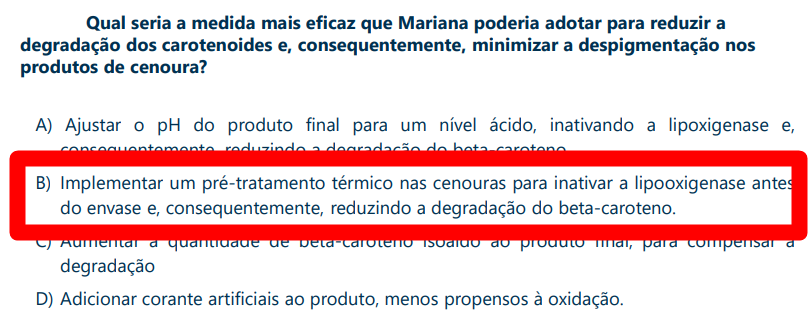 Qual seria a medida mais eficaz que Mariana poderia adotar para reduzir a
degradação dos carotenoides e, consequentemente, minimizar a despigmentação nos
produtos de cenoura?
A) Ajustar o pH do produto final para um nível ácido, inativando a lipoxigenase e,
consequentemente, reduzindo a degradação do beta-caroteno
B) Implementar um pré-tratamento térmico nas cenouras para inativar a lipooxigenase antes
do envase e, consequentemente, reduzindo a degradação do beta-caroteno.
C) Aumentar a quantidade de beta-caroteno isoaldo ao produto final, para compensar a
degradação
D) Adicionar corante artificiais ao produto, menos propensos à oxidação.